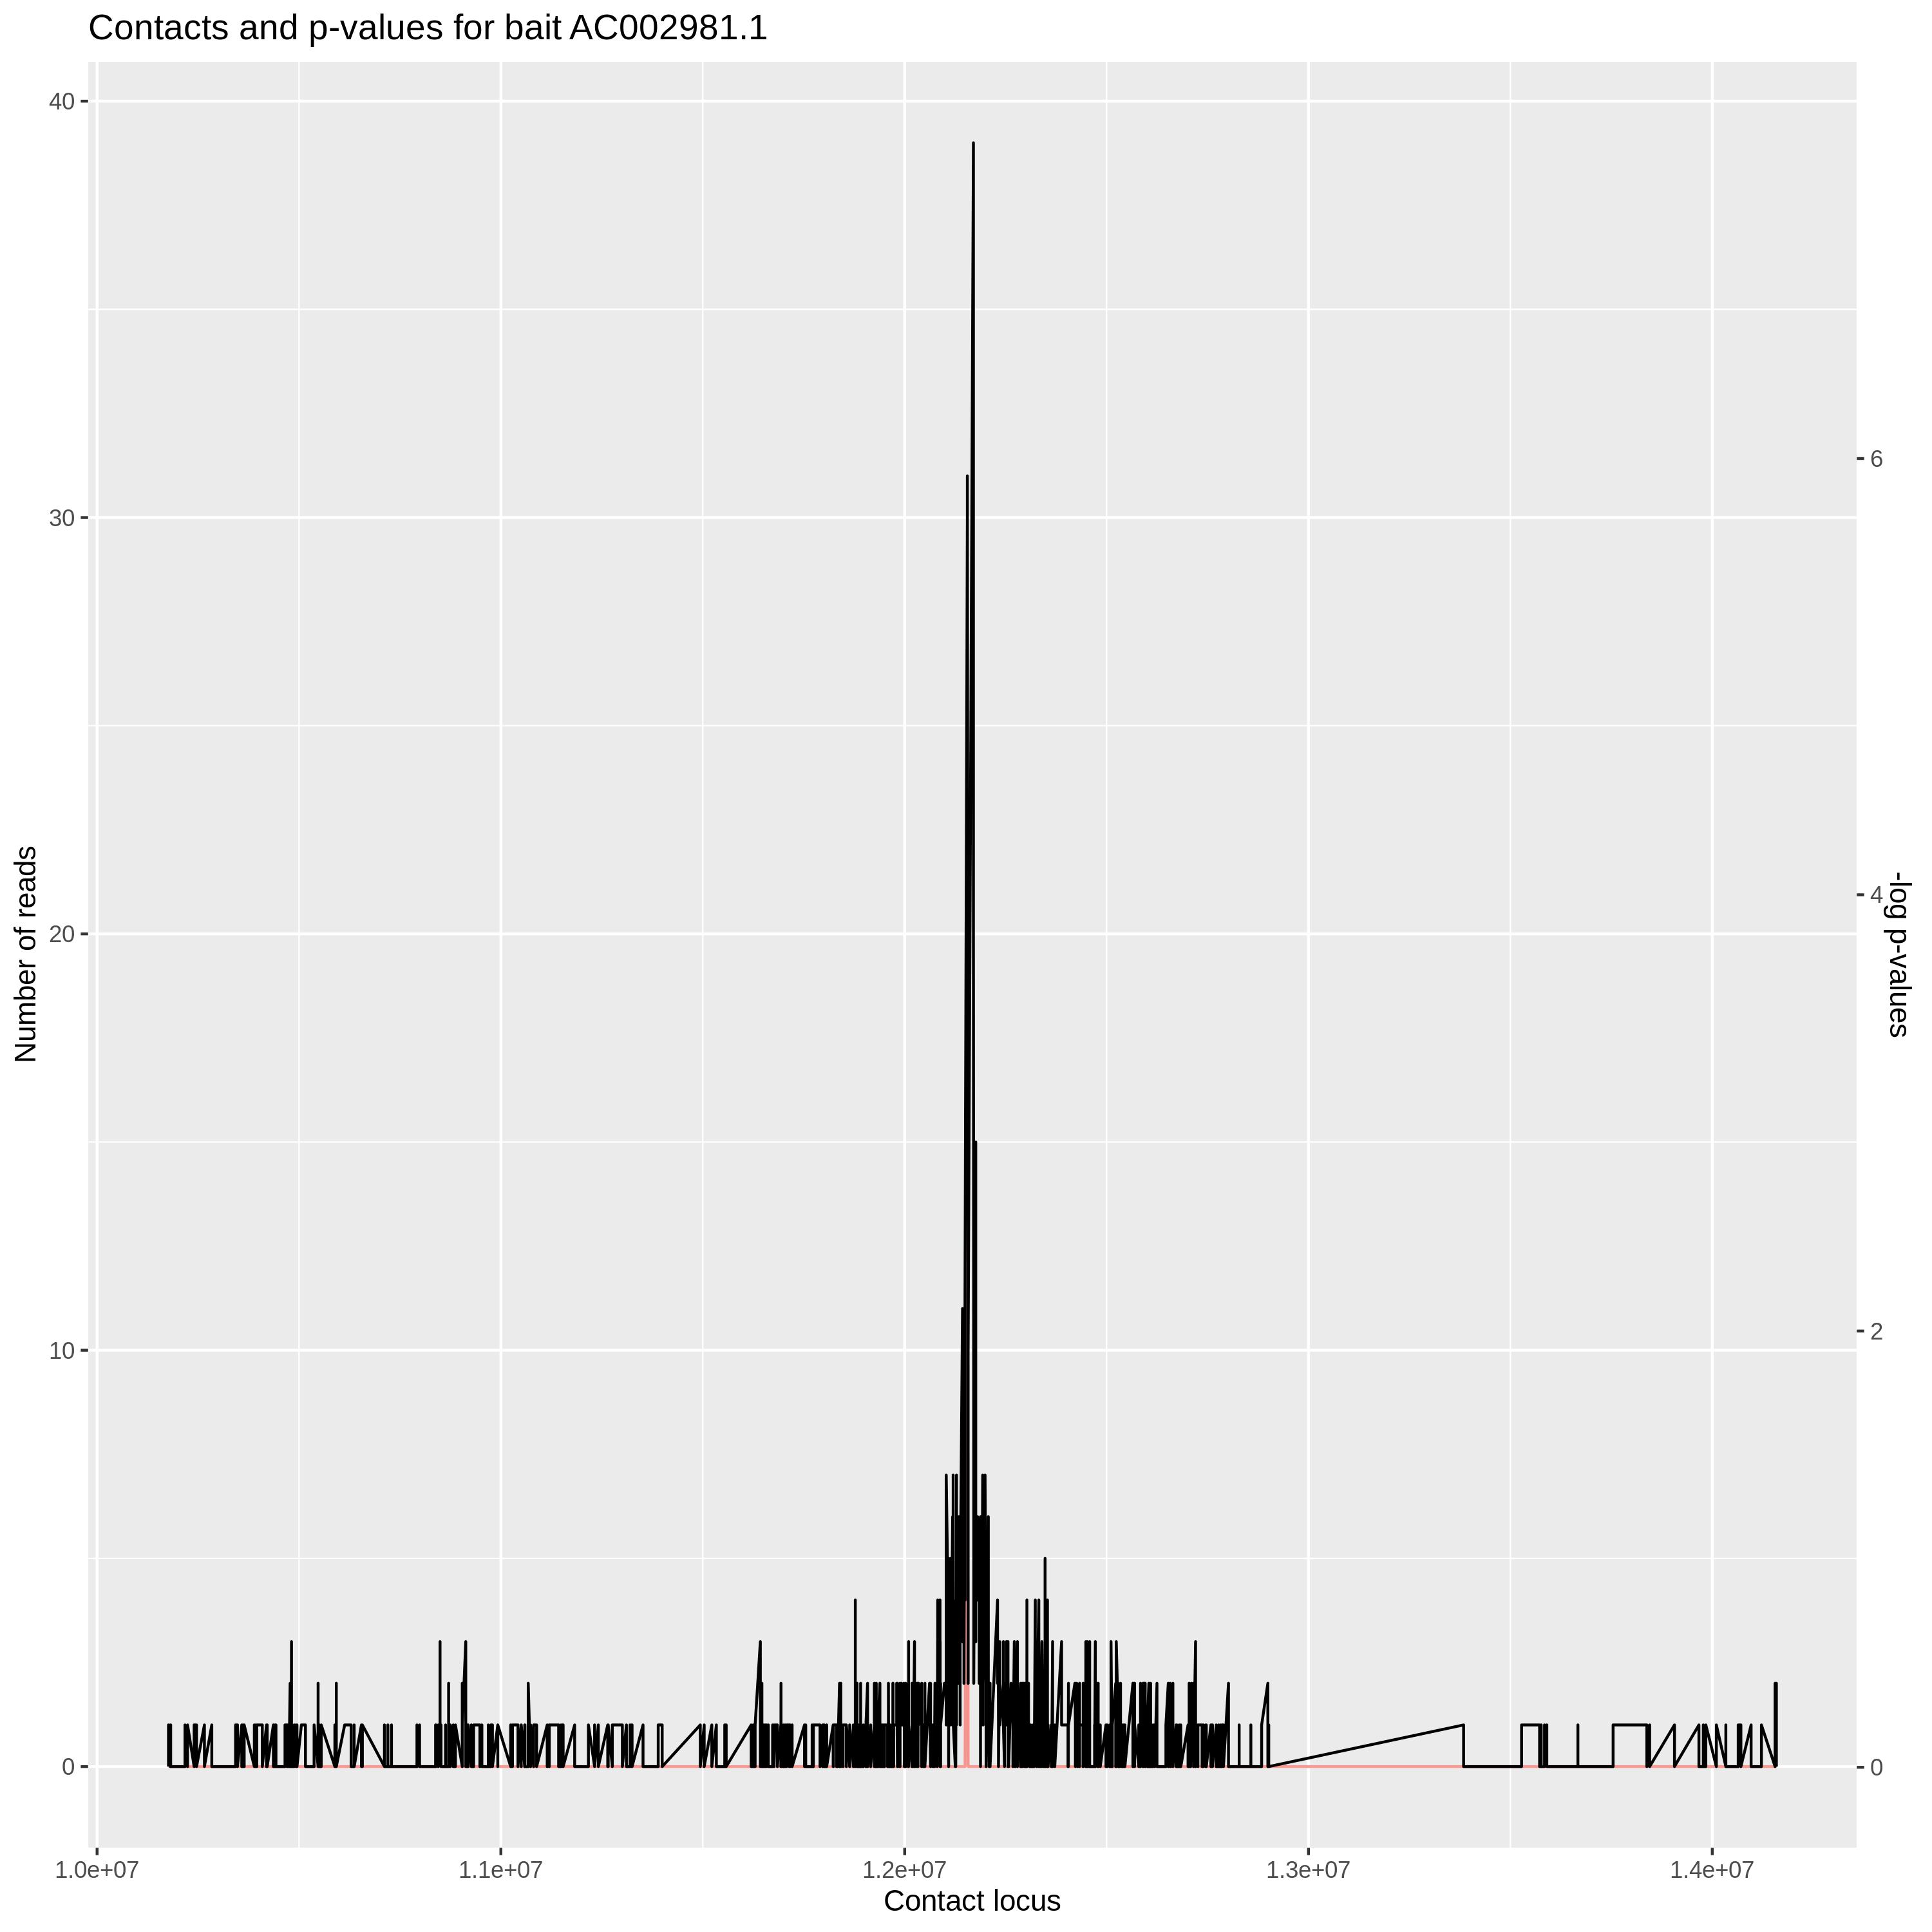 Contacts and p-values for bait AC002981.1
40
30
20
10
0
Number of reads
6
4
2
0
-log p-values
1.0e+07 1.1e+07 1.2e+07 1.3e+07 1.4e+07
Contact locus